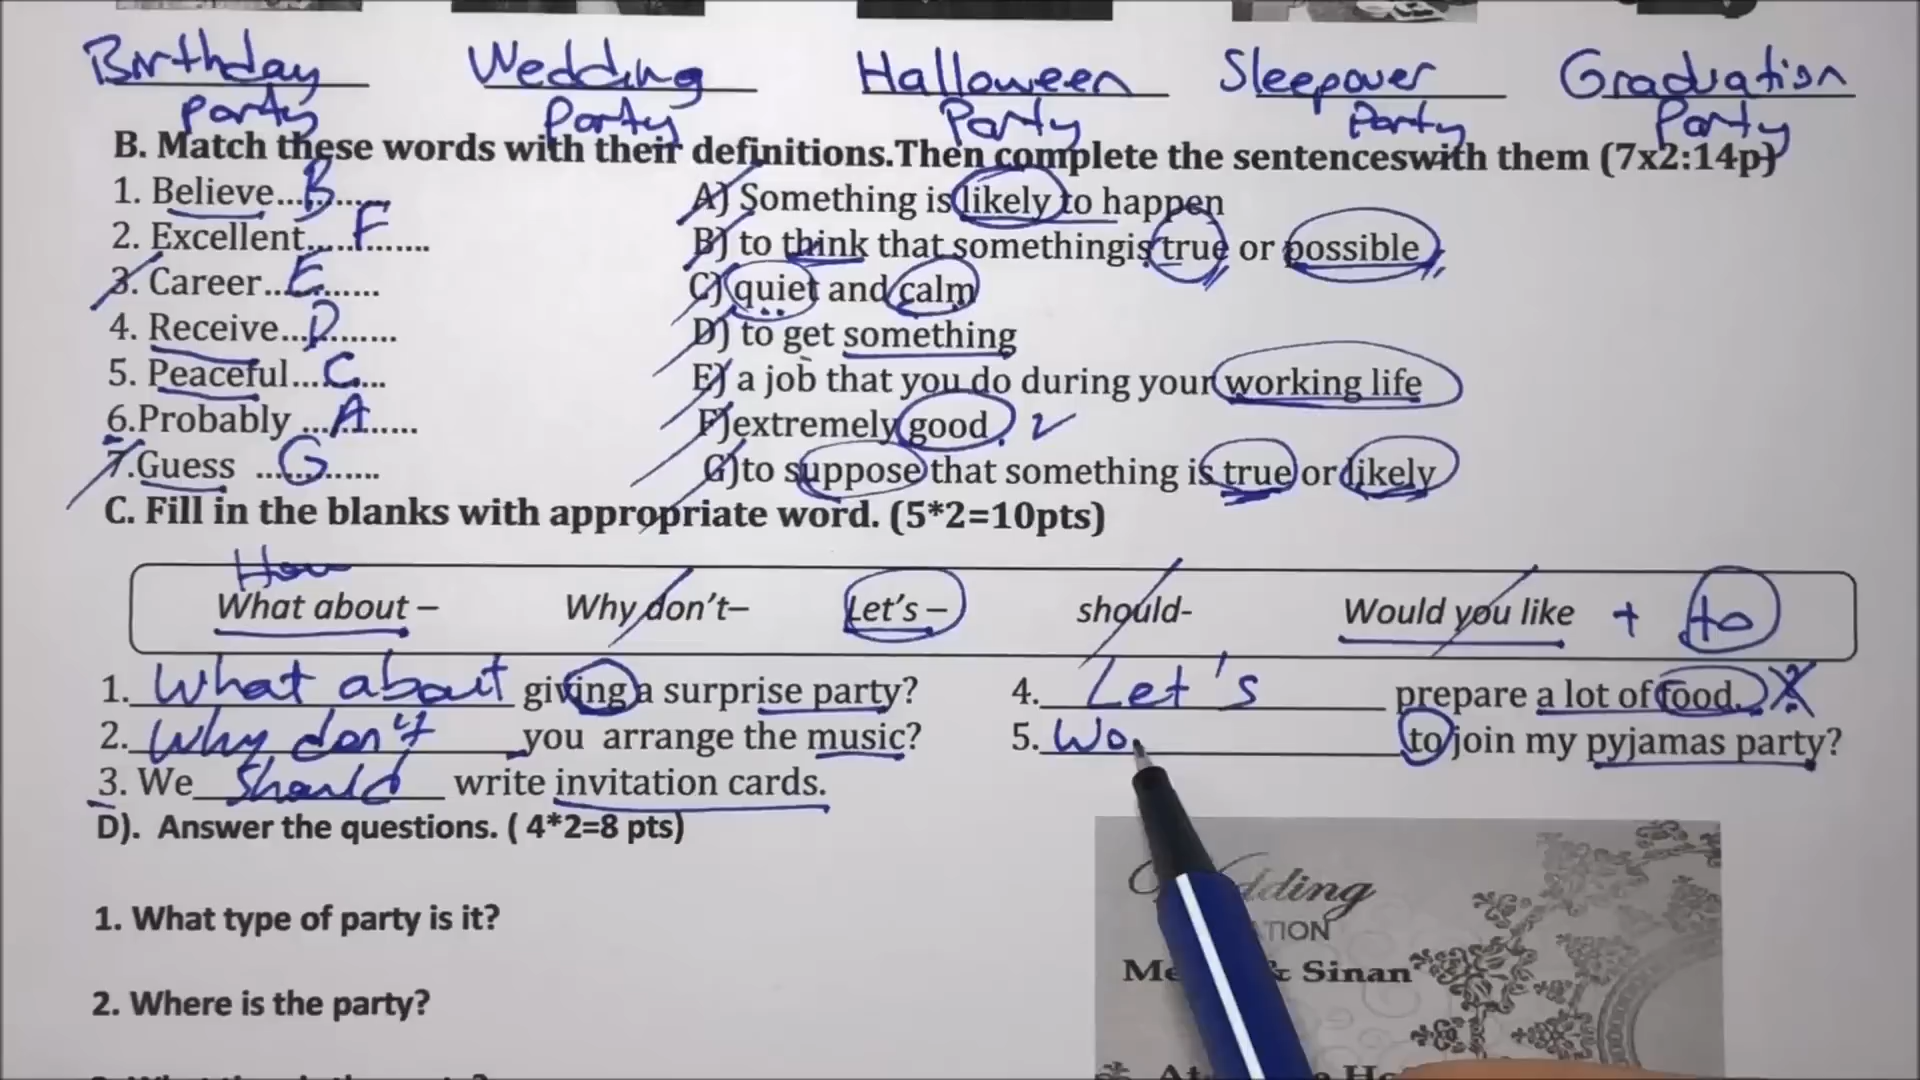 Birthday Wedding Halloween Sleepover Graduation
Party Party Party Party Party
B. Match these words with their definitions.Then complete the sentenceswith them (7x2:14p)
1. Believe...B........ A) Something is likely to happen
2. Excellent.....F....... B) to think that somethingis true or possible
3. Career...E....... C) quiet and calm
4. Receive...D........ D) to get something
5. Peaceful....C.... E) a job that you do during your working life
6.Probably ...A...... F)extremely good
7.Guess ...G....... G)to suppose that something is true or likely
C. Fill in the blanks with appropriate word. (5*2=10pts)
How
What about – Why don't– Let's – should- Would you like + to
1. What about giving a surprise party? 4. Let's prepare a lot of food.
2. Why don't you arrange the music? 5. Wo to join my pyjamas party?
3. We should write invitation cards.
D). Answer the questions. ( 4*2=8 pts)
1. What type of party is it?
& Sinan
2. Where is the party?